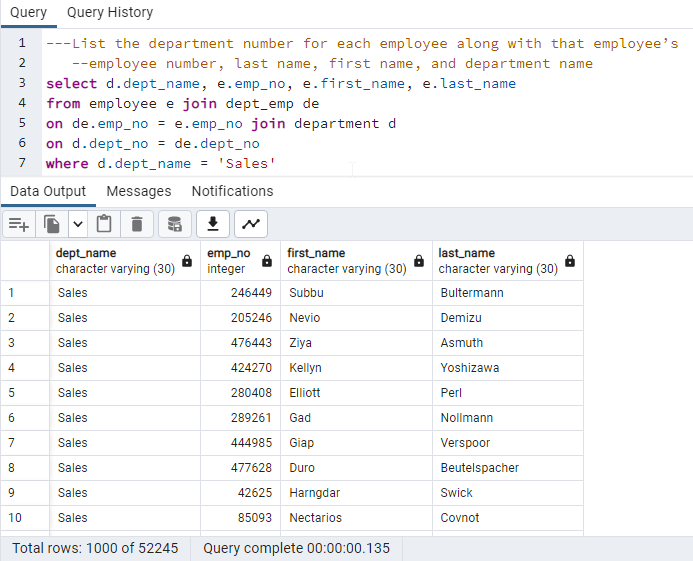 Query Query History
1 ---List the department number for each employee along with that employee’s
2 --employee number, last name, first name, and department name
3 select d.dept_name, e.emp_no, e.first_name, e.last_name
4 from employee e join dept_emp de
5 on de.emp_no = e.emp_no join department d
6 on d.dept_no = de.dept_no
7 where d.dept_name = 'Sales'
Data Output Messages Notifications
dept_name emp_no first_name last_name
character varying (30) integer character varying (30) character varying (30)
1 Sales 246449 Subbu Bultermann
2 Sales 205246 Nevio Demizu
3 Sales 476443 Ziya Asmuth
4 Sales 424270 Kellyn Yoshizawa
5 Sales 280408 Elliott Perl
6 Sales 289261 Gad Nollmann
7 Sales 444985 Giap Verspoor
8 Sales 477628 Duro Beutelspacher
9 Sales 42625 Harngdar Swick
10 Sales 85093 Nectarios Covnot
Total rows: 1000 of 52245 Query complete 00:00:00.135